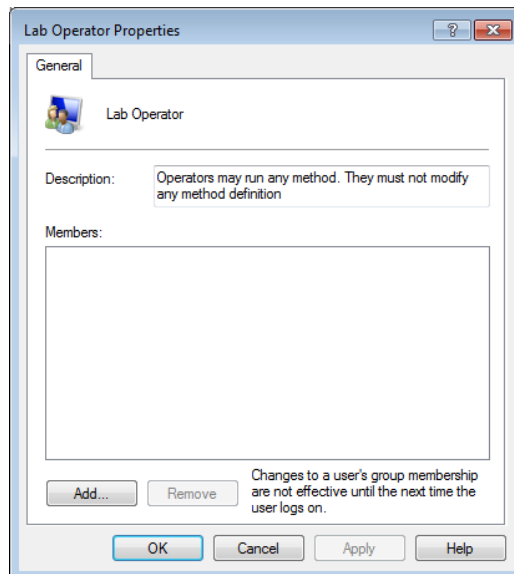 Lab Operator Properties
General
Lab Operator
Description:
Operators may run any method. They must not modify
any method definition
Members:
Add...
Remove
Changes to a user's group membership
are not effective until the next time the
user logs on.
OK
Cancel
Apply
Help